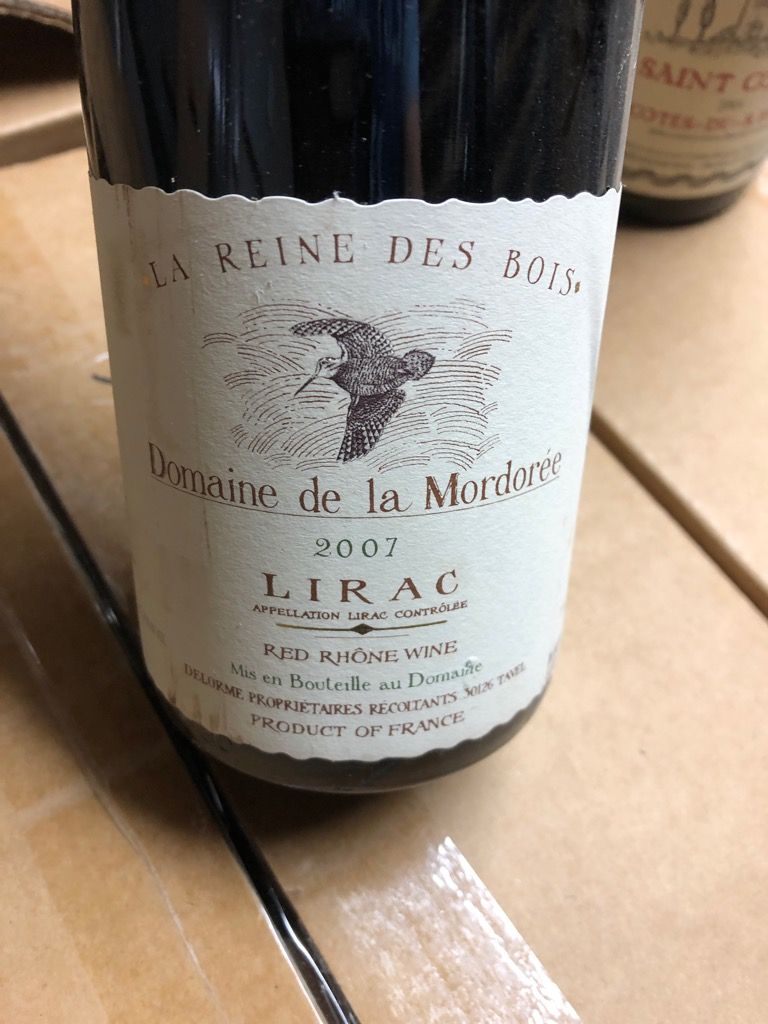 LA REINE DES BOIS
Domaine de la Mordorée
2007
LIRAC
APPELLATION LIRAC CONTRÔLÉE
RED RHÔNE WINE
Mis en Bouteille au Domaine
DELORME PROPRIÉTAIRES RÉCOLTANTS 30126 TAVEL
PRODUCT OF FRANCE
SAINT